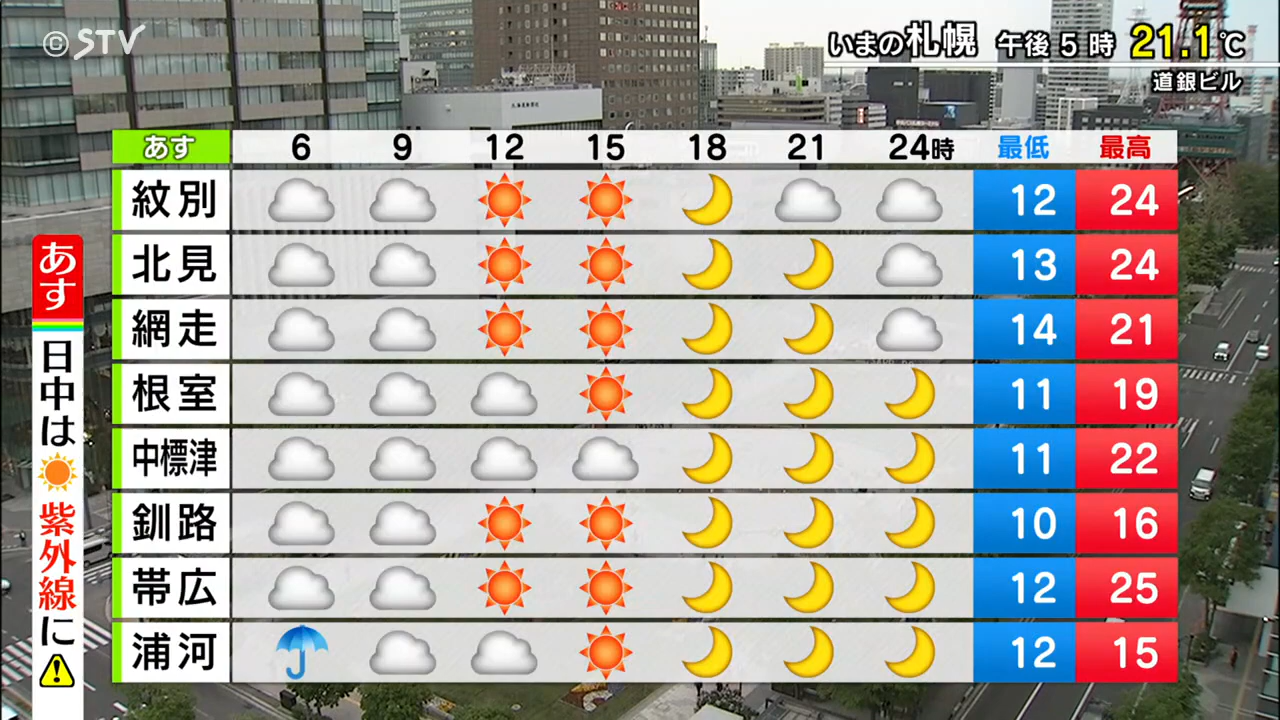 © STV
いまの札幌 午後5時 21.1℃
道銀ビル
あす 6 9 12 15 18 21 24時 最低 最高
紋別 12 24
北見 13 24
網走 14 21
根室 11 19
中標津 11 22
釧路 10 16
帯広 12 25
浦河 12 15
あす
日中は
紫外線に